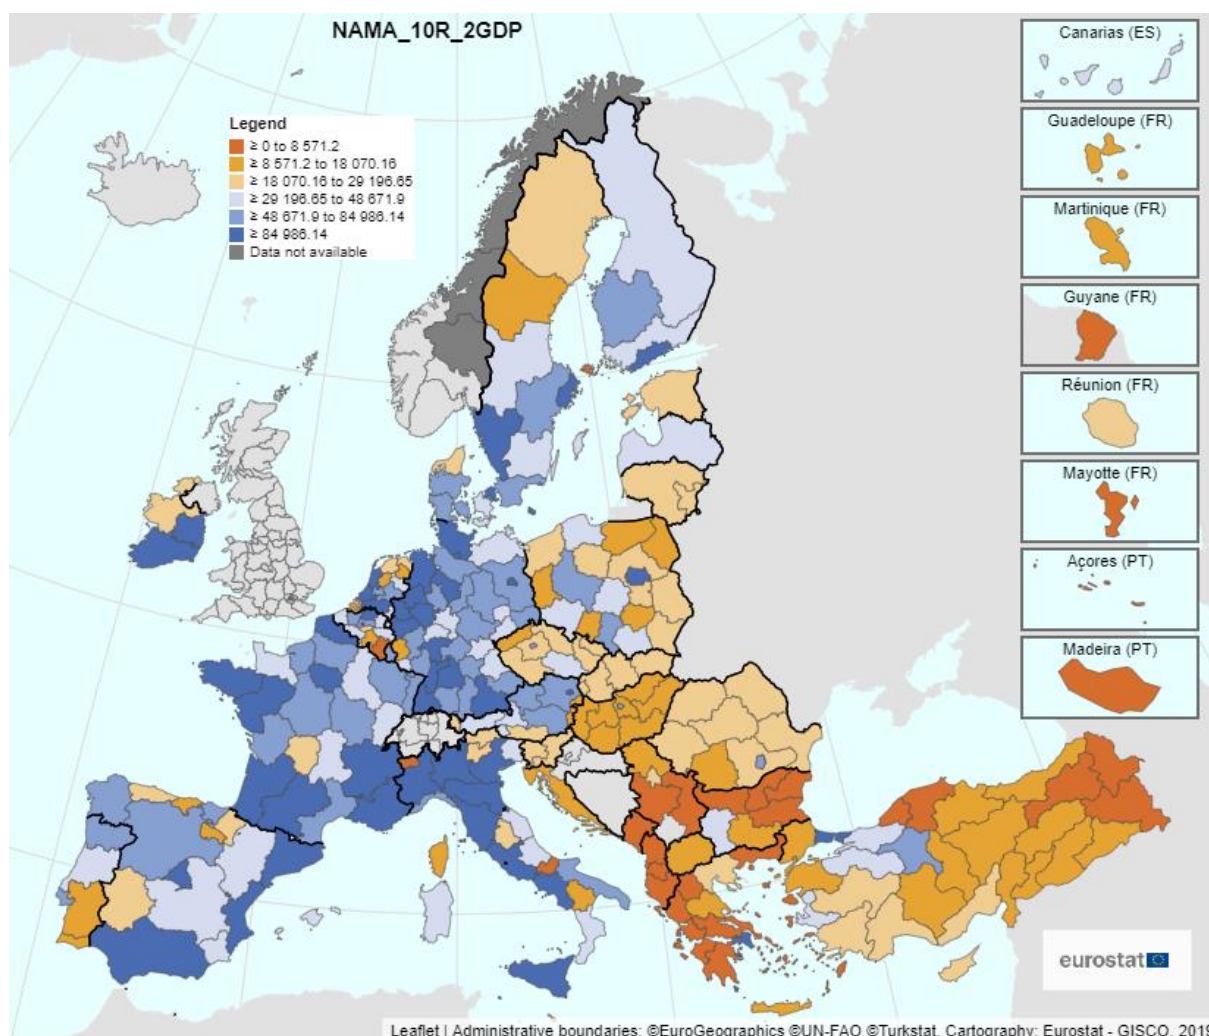 NAMA_10R_2GDP
Legend
≥ 0 to 8 571.2
≥ 8 571.2 to 18 070.16
≥ 18 070.16 to 29 196.65
≥ 29 196.65 to 48 671.9
≥ 48 671.9 to 84 986.14
≥ 84 986.14
Data not available
Canarias (ES)
Guadeloupe (FR)
Martinique (FR)
Guyane (FR)
Réunion (FR)
Mayotte (FR)
Açores (PT)
Madeira (PT)
eurostat
Leaflet | Administrative boundaries: ©EuroGeographics ©UN-FAO ©Turkstat, Cartography: Eurostat - GISCO, 2019